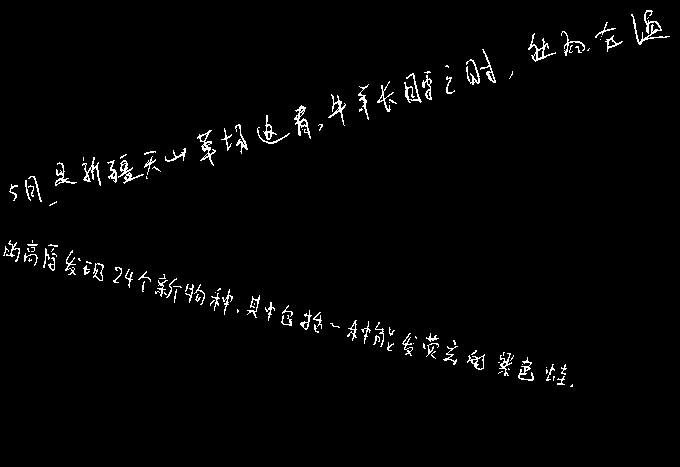 5月是新疆天山草场返青,牛羊长膘之时,然而在温
的高原发现24个新物种,其中包括一种能发荧光的紫色蛙.